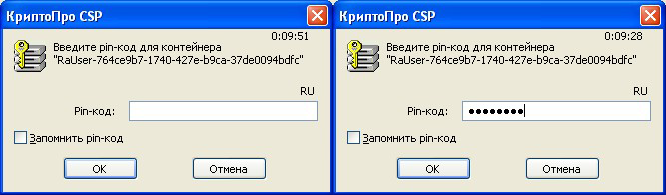 КриптоПро CSP
0:09:51
Введите pin-код для контейнера
"RaUser-764ce9b7-1740-427e-b9ca-37de0094bdfc"
RU
Pin-код:
Запомнить pin-код
OK
Отмена
КриптоПро CSP
0:09:28
Введите pin-код для контейнера
"RaUser-764ce9b7-1740-427e-b9ca-37de0094bdfc"
RU
Pin-код: ●●●●●●●●
Запомнить pin-код
OK
Отмена